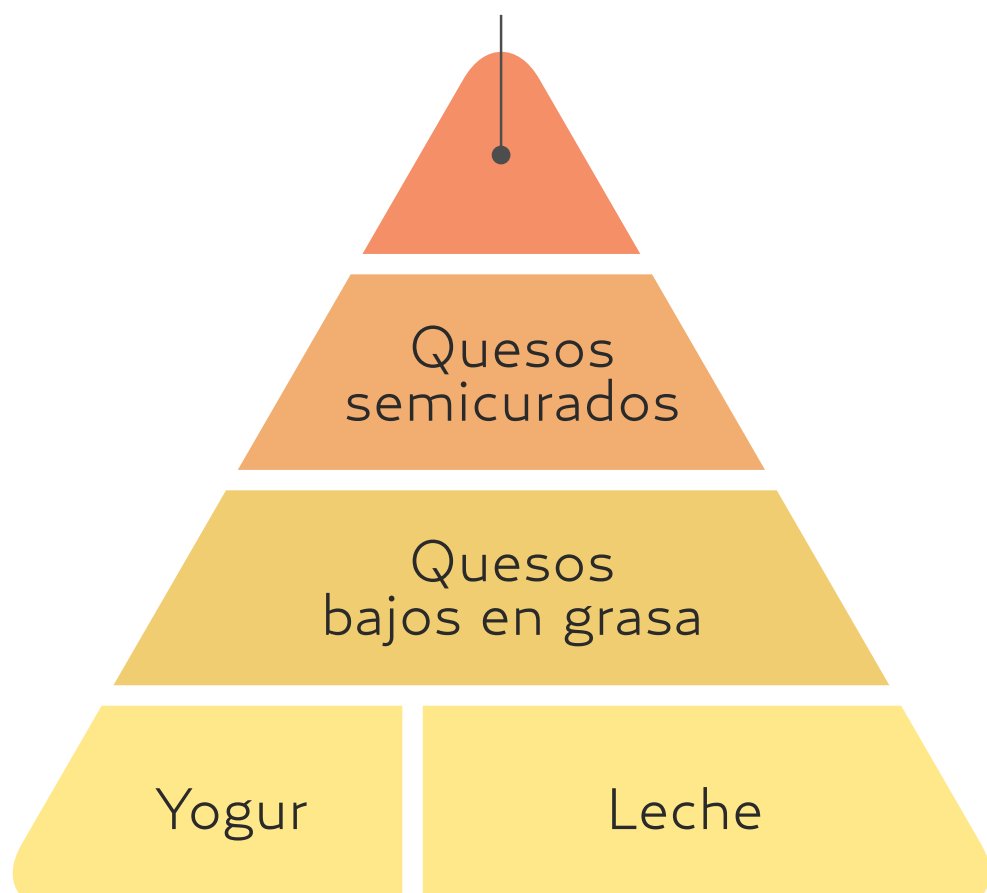 Quesos
semicurados
Quesos
bajos en grasa
Yogur
Leche